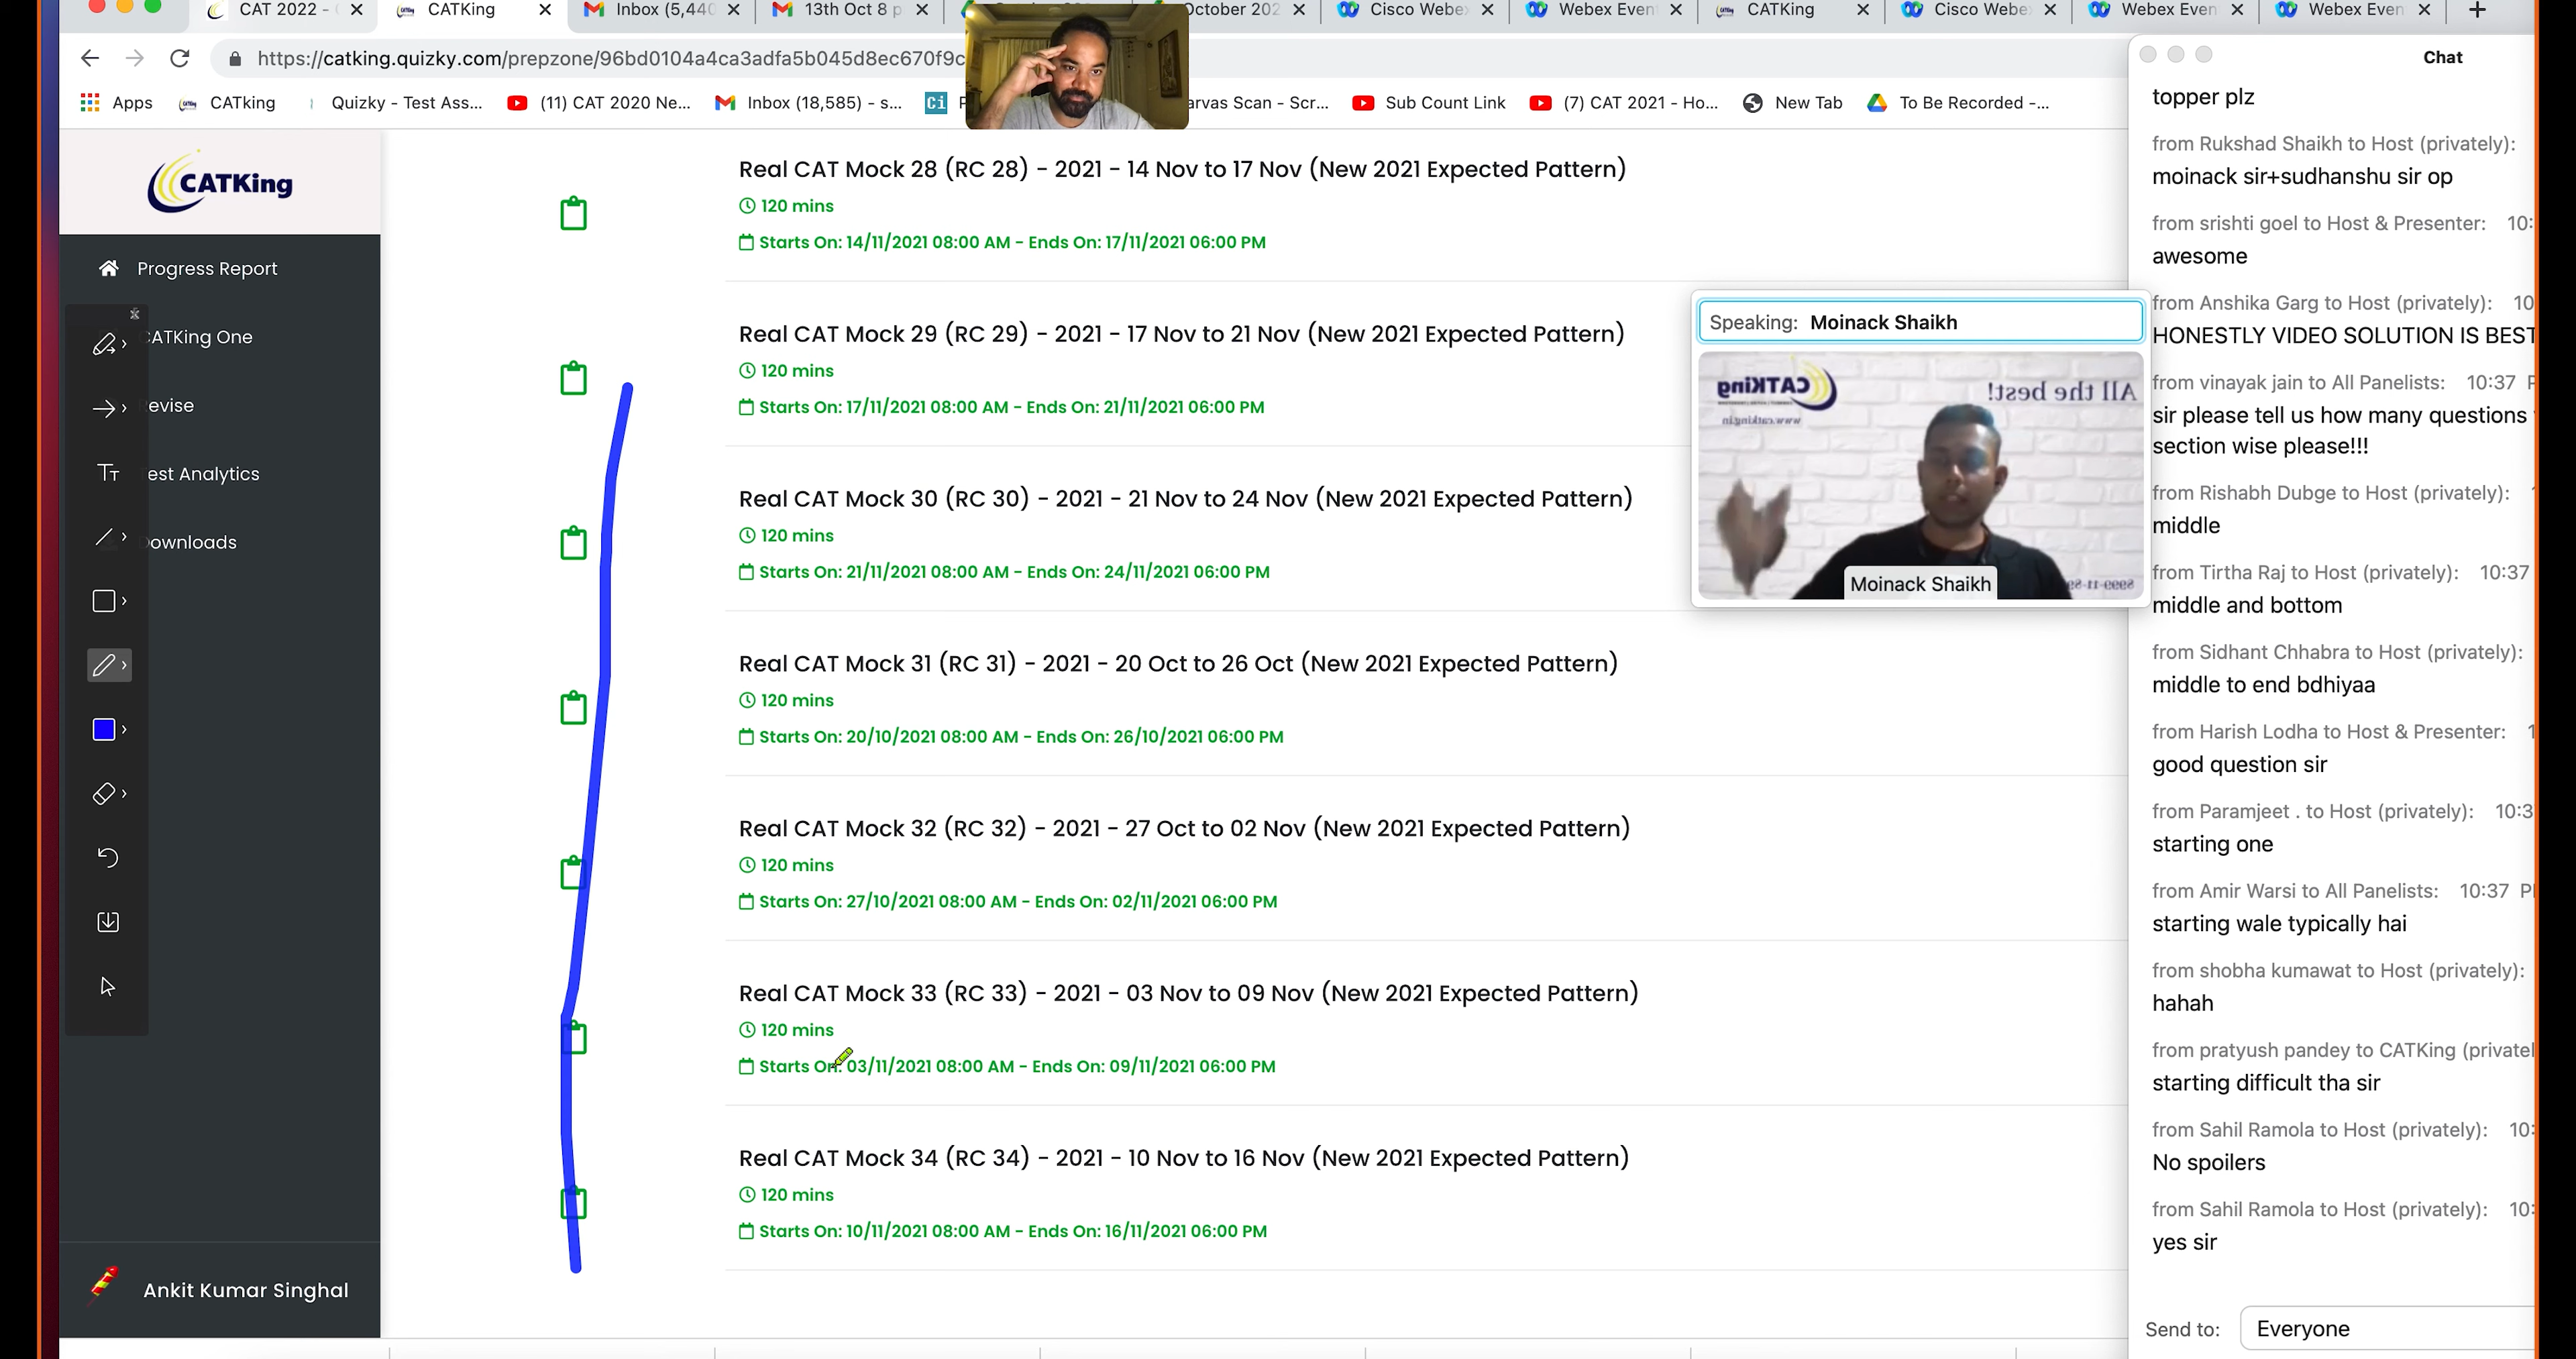 CAT 2022 -
CATKing
Inbox (5,440
13th Oct 8 p
October 202
Cisco Webex
Webex Even
CATKing
Cisco Webe
Webex Even
Webex Even
https://catking.quizky.com/prepzone/96bd0104a4ca3adfa5b045d8ec670f9c
Apps
CATking
Quizky - Test Ass...
(11) CAT 2020 Ne...
Inbox (18,585) - s...
Ci
arvas Scan - Scr...
Sub Count Link
(7) CAT 2021 - Ho...
New Tab
To Be Recorded -...
CATKing
Progress Report
CATKing One
evise
est Analytics
Downloads
Ankit Kumar Singhal
Real CAT Mock 28 (RC 28) - 2021 - 14 Nov to 17 Nov (New 2021 Expected Pattern)
120 mins
Starts On: 14/11/2021 08:00 AM - Ends On: 17/11/2021 06:00 PM
Real CAT Mock 29 (RC 29) - 2021 - 17 Nov to 21 Nov (New 2021 Expected Pattern)
120 mins
Starts On: 17/11/2021 08:00 AM - Ends On: 21/11/2021 06:00 PM
Real CAT Mock 30 (RC 30) - 2021 - 21 Nov to 24 Nov (New 2021 Expected Pattern)
120 mins
Starts On: 21/11/2021 08:00 AM - Ends On: 24/11/2021 06:00 PM
Real CAT Mock 31 (RC 31) - 2021 - 20 Oct to 26 Oct (New 2021 Expected Pattern)
120 mins
Starts On: 20/10/2021 08:00 AM - Ends On: 26/10/2021 06:00 PM
Real CAT Mock 32 (RC 32) - 2021 - 27 Oct to 02 Nov (New 2021 Expected Pattern)
120 mins
Starts On: 27/10/2021 08:00 AM - Ends On: 02/11/2021 06:00 PM
Real CAT Mock 33 (RC 33) - 2021 - 03 Nov to 09 Nov (New 2021 Expected Pattern)
120 mins
Starts On: 03/11/2021 08:00 AM - Ends On: 09/11/2021 06:00 PM
Real CAT Mock 34 (RC 34) - 2021 - 10 Nov to 16 Nov (New 2021 Expected Pattern)
120 mins
Starts On: 10/11/2021 08:00 AM - Ends On: 16/11/2021 06:00 PM
Speaking: Moinack Shaikh
CATKing
All the best!
www.catking.in
Moinack Shaikh
Chat
topper plz
from Rukshad Shaikh to Host (privately):
moinack sir+sudhanshu sir op
from srishti goel to Host & Presenter: 10:
awesome
from Anshika Garg to Host (privately): 10
HONESTLY VIDEO SOLUTION IS BEST
from vinayak jain to All Panelists: 10:37 P
sir please tell us how many questions
section wise please!!!
from Rishabh Dubge to Host (privately):
middle
from Tirtha Raj to Host (privately): 10:37
middle and bottom
from Sidhant Chhabra to Host (privately):
middle to end bdhiyaa
from Harish Lodha to Host & Presenter: 1
good question sir
from Paramjeet . to Host (privately): 10:3
starting one
from Amir Warsi to All Panelists: 10:37 P
starting wale typically hai
from shobha kumawat to Host (privately):
hahah
from pratyush pandey to CATKing (privatel
starting difficult tha sir
from Sahil Ramola to Host (privately): 10:
No spoilers
from Sahil Ramola to Host (privately): 10:
yes sir
Send to: Everyone